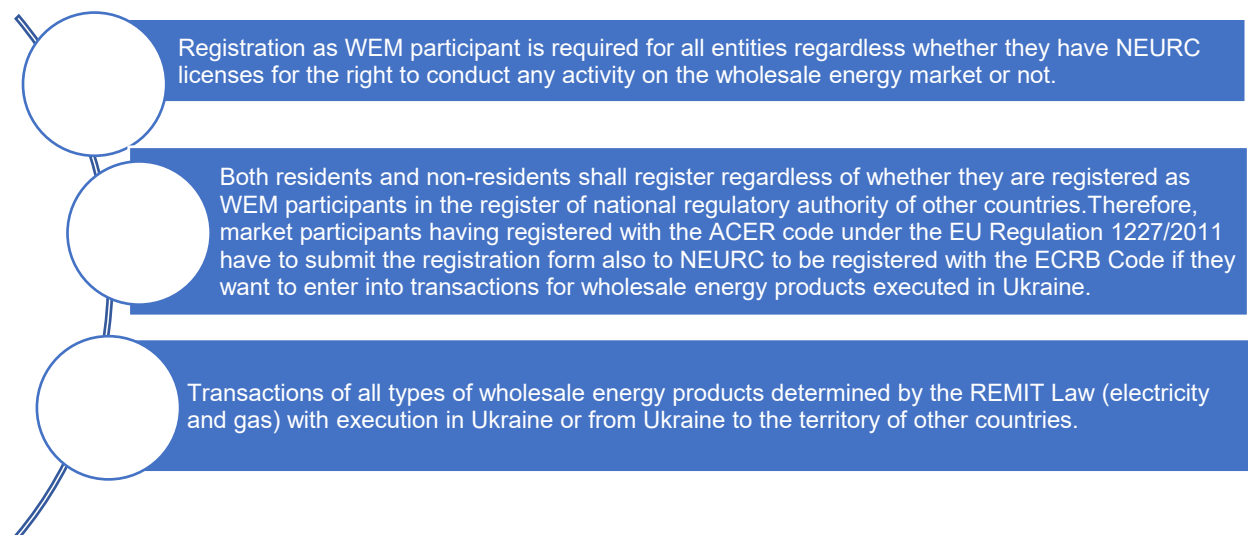 Registration as WEM participant is required for all entities regardless whether they have NEURC
licenses for the right to conduct any activity on the wholesale energy market or not.
Both residents and non-residents shall register regardless of whether they are registered as
WEM participants in the register of national regulatory authority of other countries.Therefore,
market participants having registered with the ACER code under the EU Regulation 1227/2011
have to submit the registration form also to NEURC to be registered with the ECRB Code if they
want to enter into transactions for wholesale energy products executed in Ukraine.
Transactions of all types of wholesale energy products determined by the REMIT Law (electricity
and gas) with execution in Ukraine or from Ukraine to the territory of other countries.